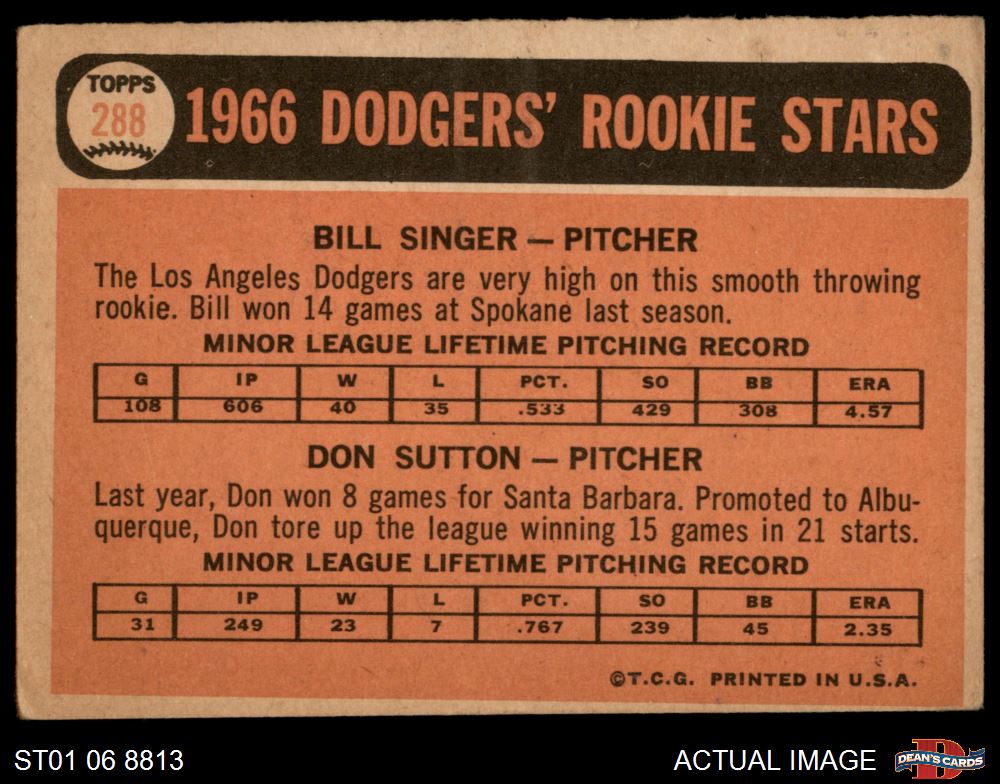 TOPPS
288
1966 DODGERS' ROOKIE STARS
BILL SINGER — PITCHER
The Los Angeles Dodgers are very high on this smooth throwing
rookie. Bill won 14 games at Spokane last season.
MINOR LEAGUE LIFETIME PITCHING RECORD
G IP W L PCT. SO BB ERA
108 606 40 35 .533 429 308 4.57
DON SUTTON — PITCHER
Last year, Don won 8 games for Santa Barbara. Promoted to Albu-
querque, Don tore up the league winning 15 games in 21 starts.
MINOR LEAGUE LIFETIME PITCHING RECORD
G IP W L PCT. SO BB ERA
31 249 23 7 .767 239 45 2.35
©T.C.G. PRINTED IN U.S.A.
ST01 06 8813
ACTUAL IMAGE
D
DEAN'S CARDS